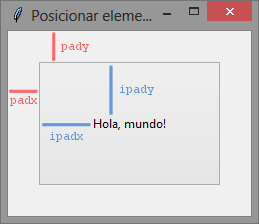 Posicionar eleme...
pady
ipady
padx
Hola, mundo!
ipadx